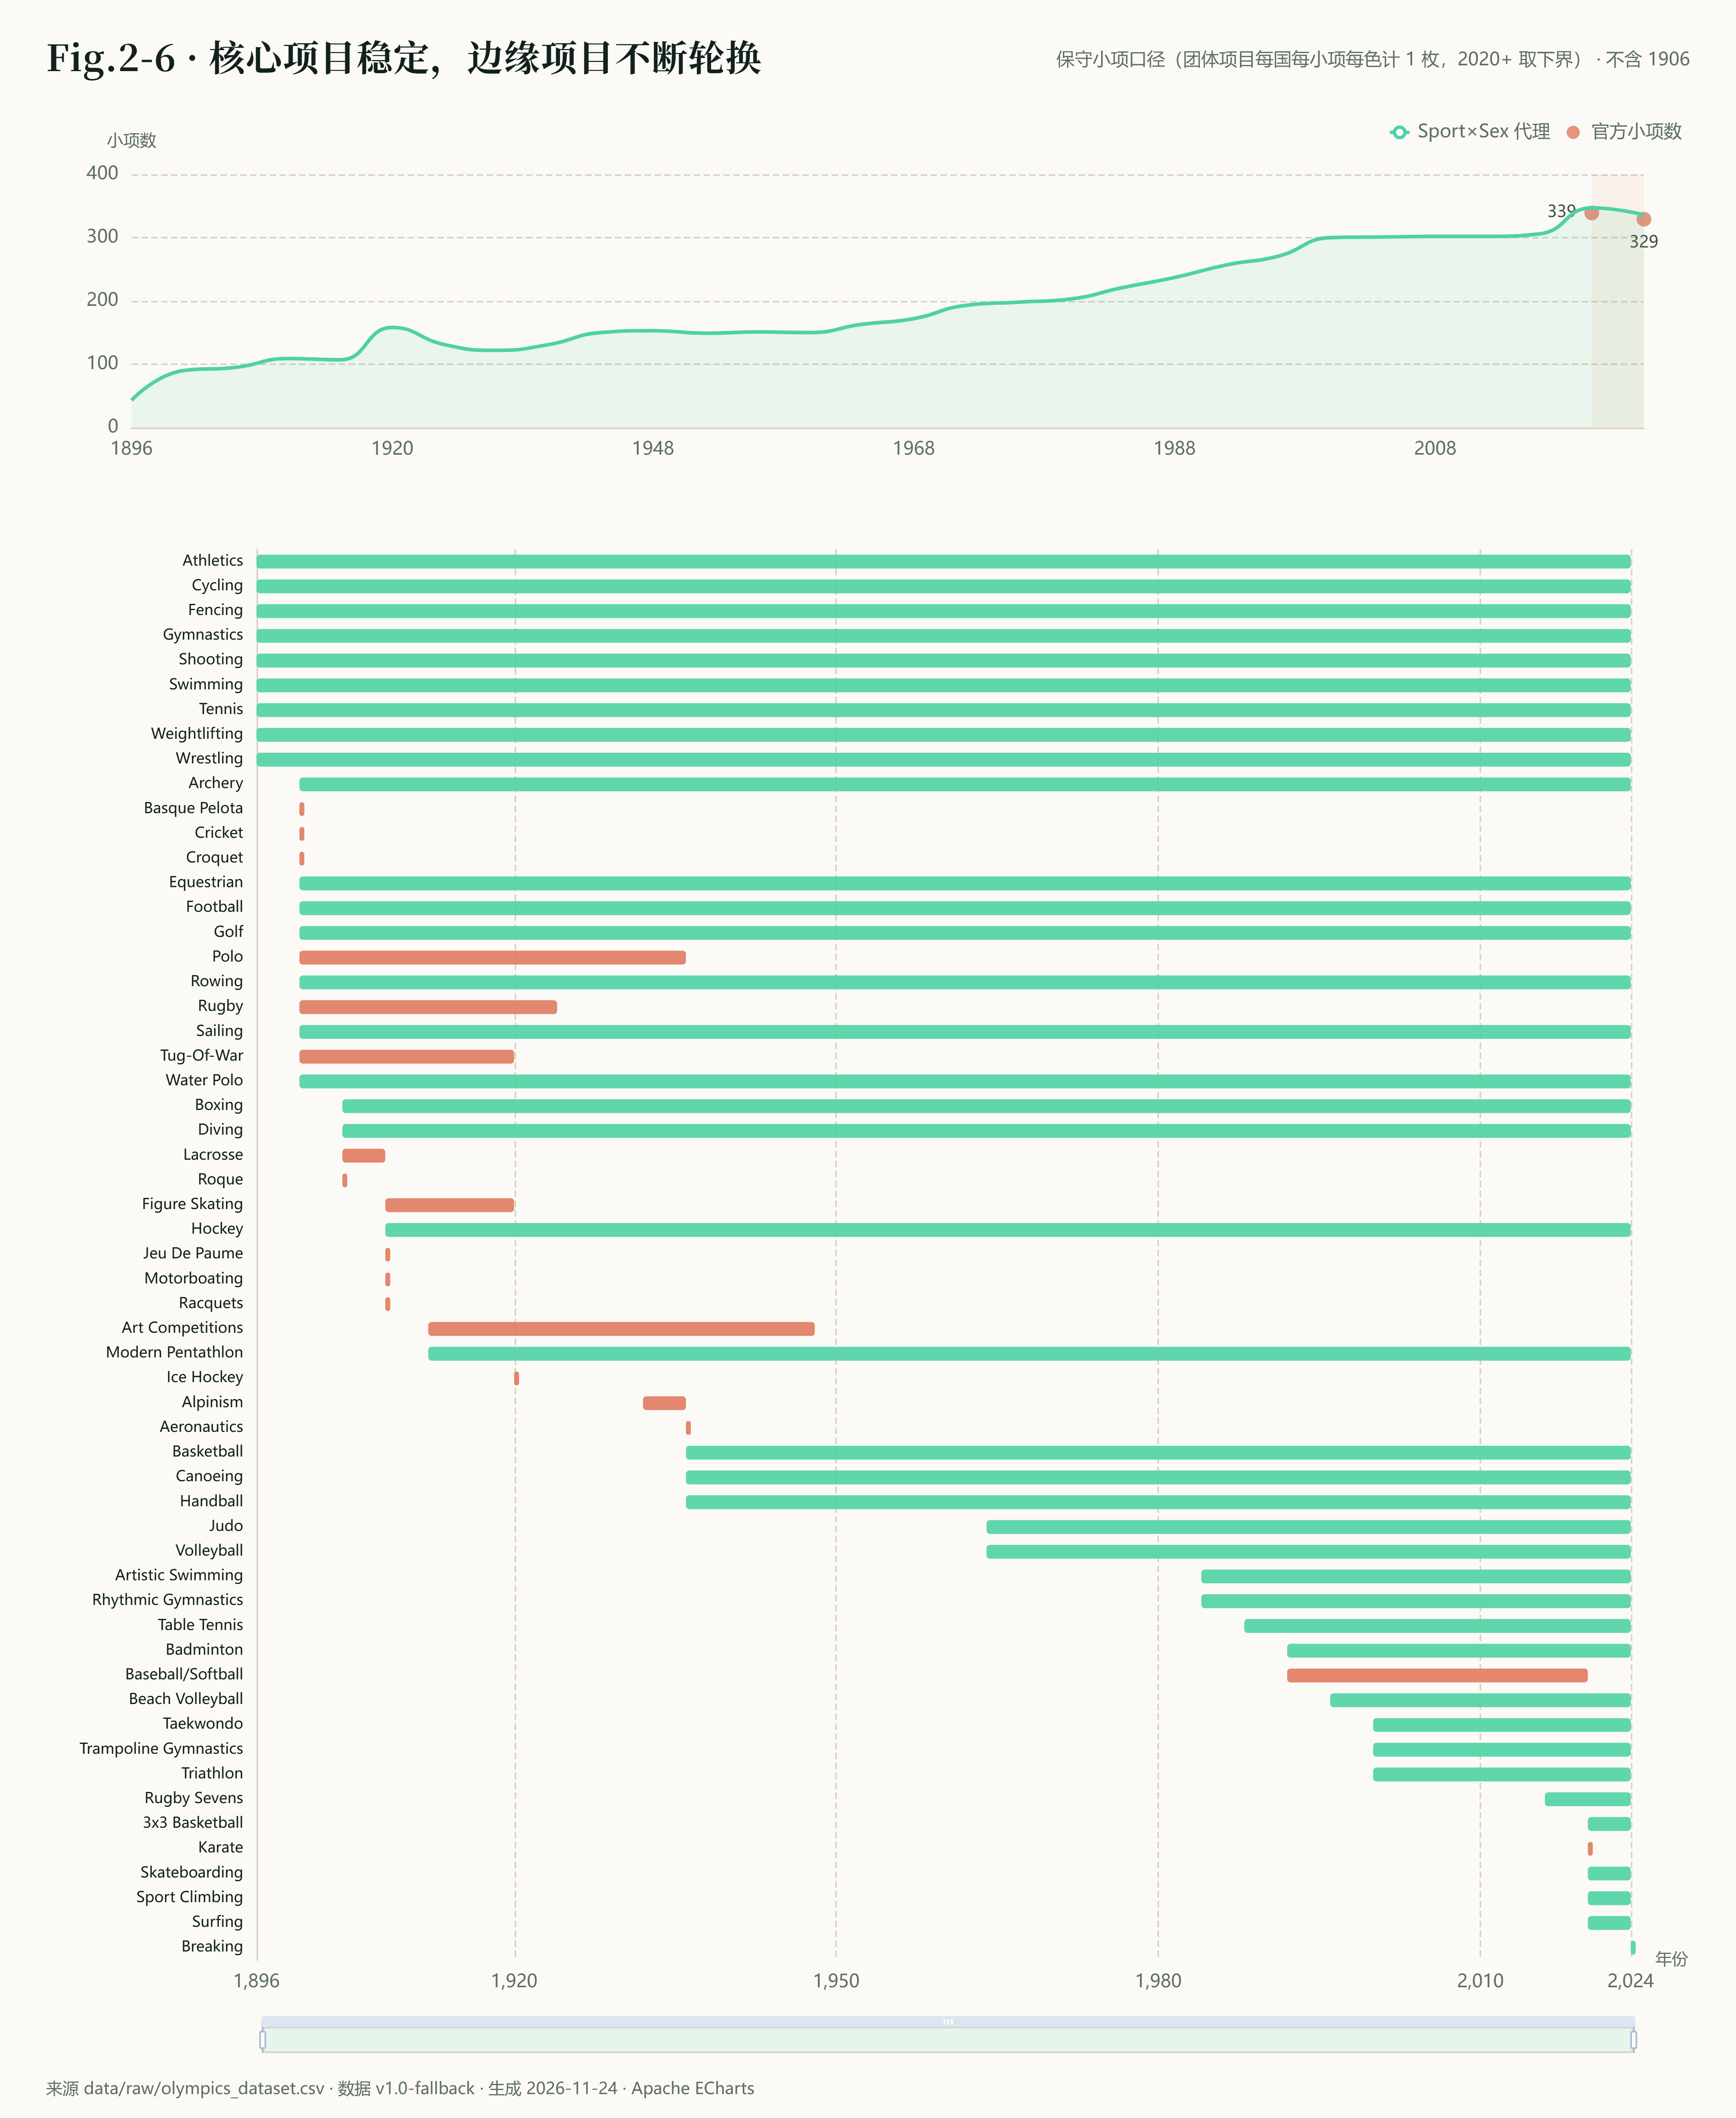 Fig.2-6 · 核心项目稳定，边缘项目不断轮换
保守小项口径（团体项目每国每小项每色计 1 枚，2020+ 取下界） · 不含 1906
Sport×Sex 代理
官方小项数
小项数
400
300
200
100
0
339
329
1896
1920
1948
1968
1988
2008
Athletics
Cycling
Fencing
Gymnastics
Shooting
Swimming
Tennis
Weightlifting
Wrestling
Archery
Basque Pelota
Cricket
Croquet
Equestrian
Football
Golf
Polo
Rowing
Rugby
Sailing
Tug-Of-War
Water Polo
Boxing
Diving
Lacrosse
Roque
Figure Skating
Hockey
Jeu De Paume
Motorboating
Racquets
Art Competitions
Modern Pentathlon
Ice Hockey
Alpinism
Aeronautics
Basketball
Canoeing
Handball
Judo
Volleyball
Artistic Swimming
Rhythmic Gymnastics
Table Tennis
Badminton
Baseball/Softball
Beach Volleyball
Taekwondo
Trampoline Gymnastics
Triathlon
Rugby Sevens
3x3 Basketball
Karate
Skateboarding
Sport Climbing
Surfing
Breaking
年份
1,896
1,920
1,950
1,980
2,010
2,024
来源 data/raw/olympics_dataset.csv · 数据 v1.0-fallback · 生成 2026-11-24 · Apache ECharts